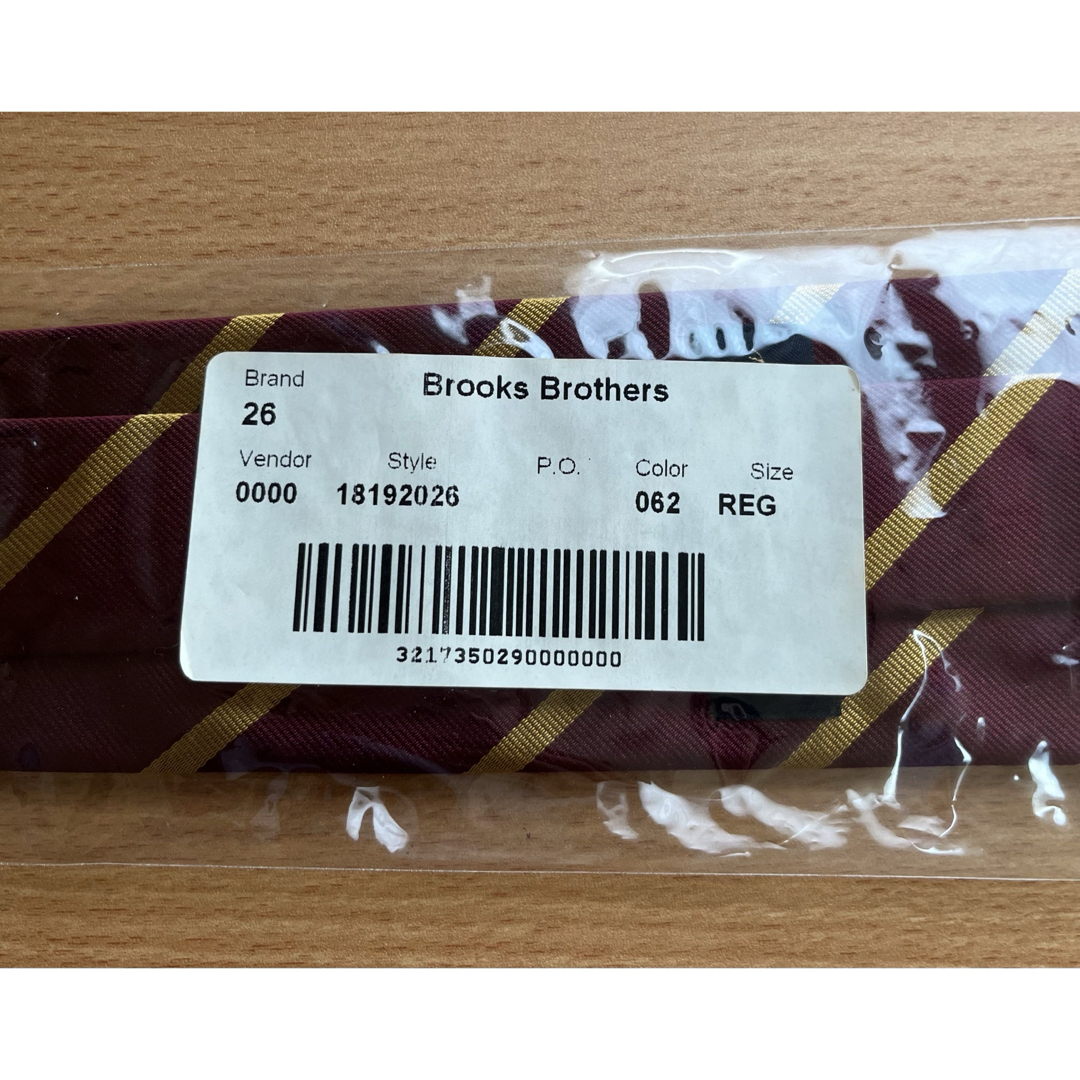 Brand Brooks Brothers
26
Vendor Style P.O. Color Size
0000 18192026 062 REG
3217350290000000